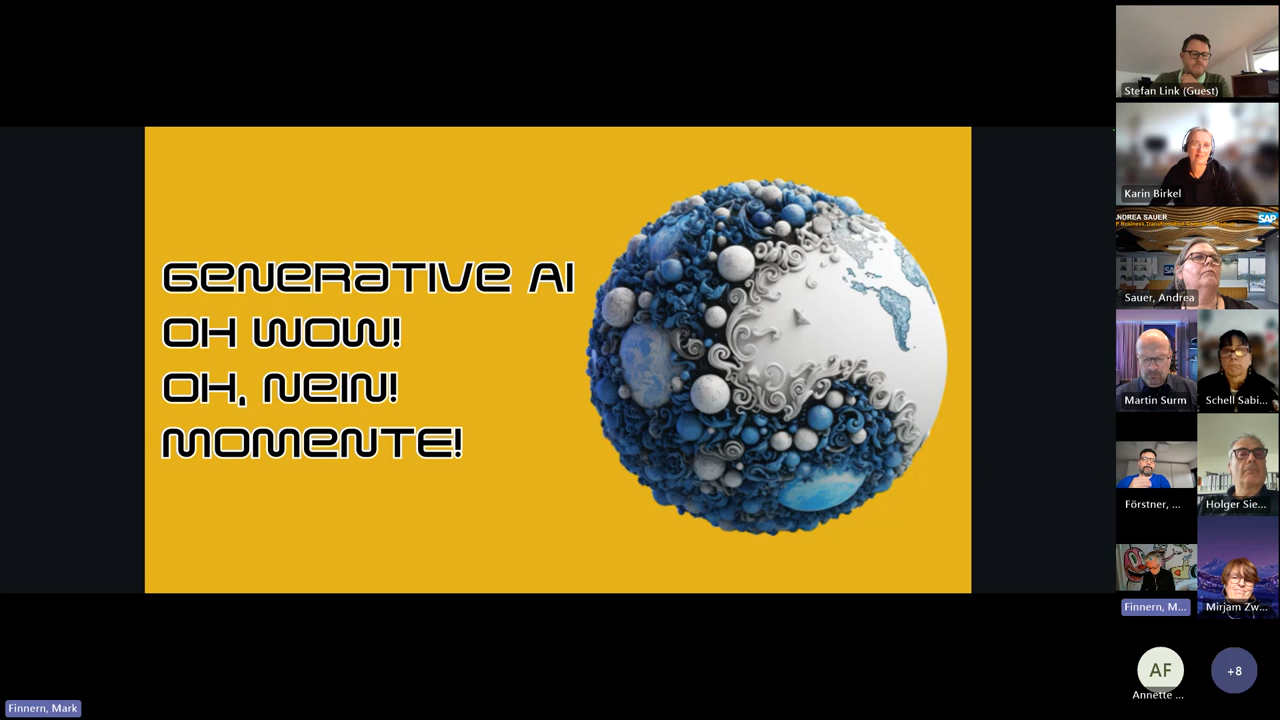 GENERATIVE AI
OH WOW!
OH, NEIN!
MOMENTE!
Stefan Link (Guest)
Karin Birkel
ANDREA SAUER
SAP
Sauer, Andrea
Martin Surm
Schell Sabi...
Förstner, ...
Holger Sie...
Finnern, M...
Mirjam Zw...
AF
Annette ...
+8
Finnern, Mark